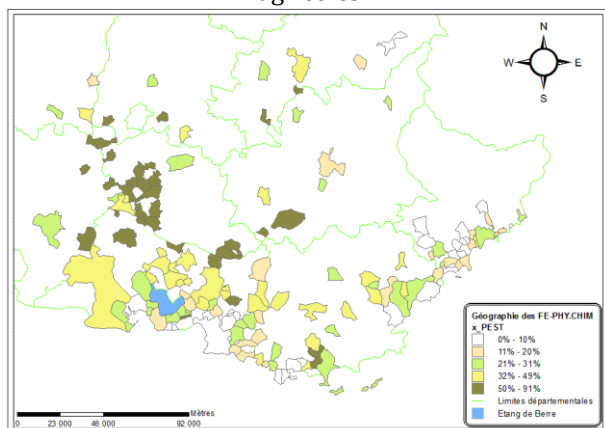 N
W E
S
Géographie des FE-PHY.CHIM
x_PEST
0% - 10%
11% - 20%
21% - 31%
32% - 49%
50% - 91%
Limites départementales
Etang de Berre
Mètres
0 23 000 46 000 92 000